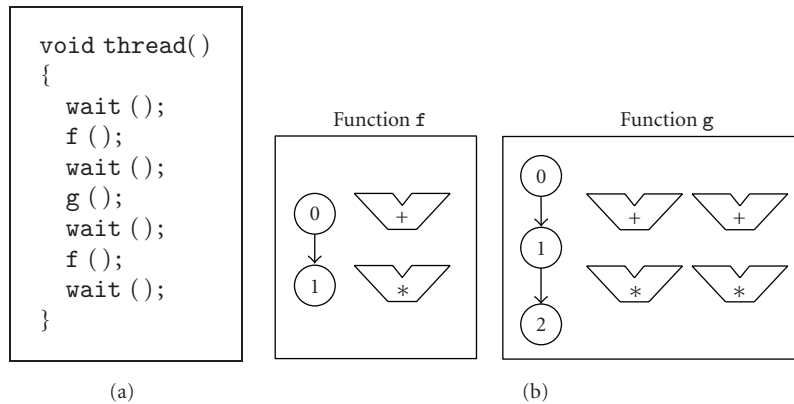 void thread()
{
wait ();
f ();
wait ();
g ();
wait ();
f ();
wait ();
}
(a)
Function f
0
+
1
*
Function g
0
+ +
1
* *
2
(b)